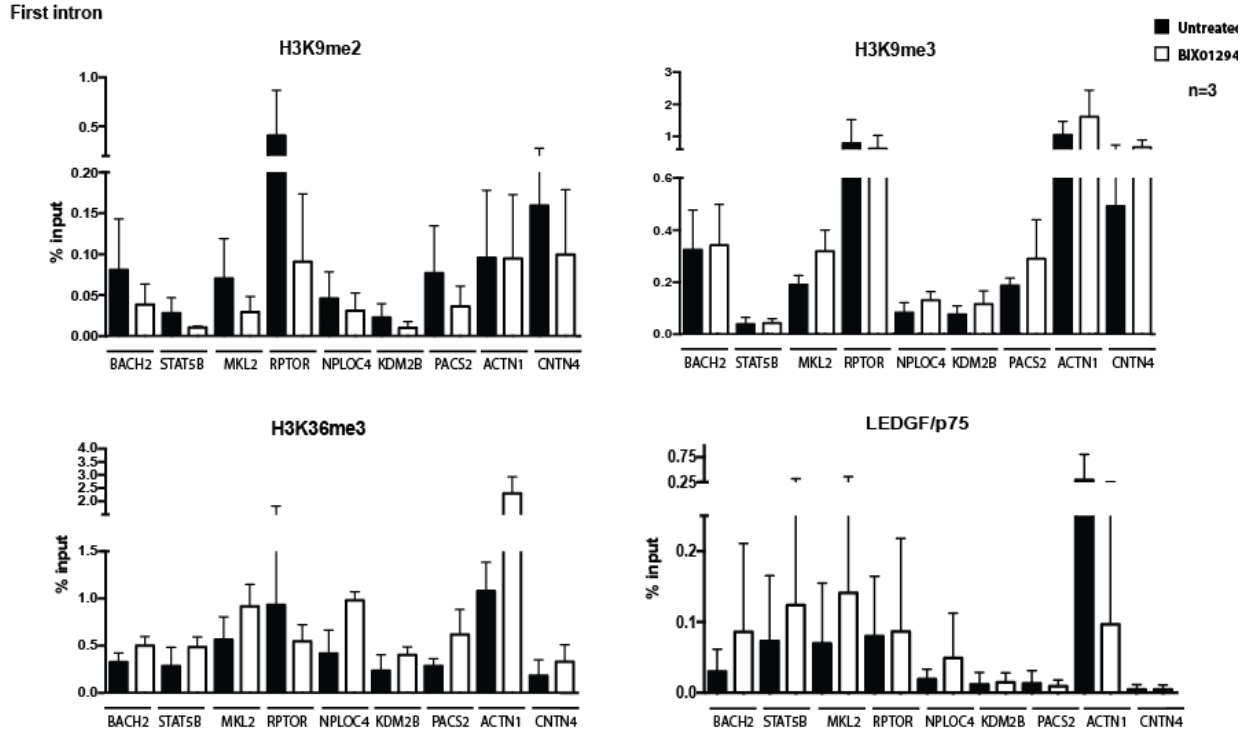 First intron
Untreated
BIX01294
n=3
H3K9me2
1.0
0.5
0.20
0.15
0.10
0.05
0.00
% input
BACH2 STAT5B MKL2 RPTOR NPLOC4 KDM2B PACS2 ACTN1 CNTN4
H3K9me3
3
2
1
0.6
0.4
0.2
0.0
% input
BACH2 STAT5B MKL2 RPTOR NPLOC4 KDM2B PACS2 ACTN1 CNTN4
H3K36me3
4.0
3.5
3.0
2.5
2.0
1.5
1.0
0.5
0.0
% input
BACH2 STAT5B MKL2 RPTOR NPLOC4 KDM2B PACS2 ACTN1 CNTN4
LEDGF/p75
0.75
0.25
0.2
0.1
0.0
% input
BACH2 STAT5B MKL2 RPTOR NPLOC4 KDM2B PACS2 ACTN1 CNTN4